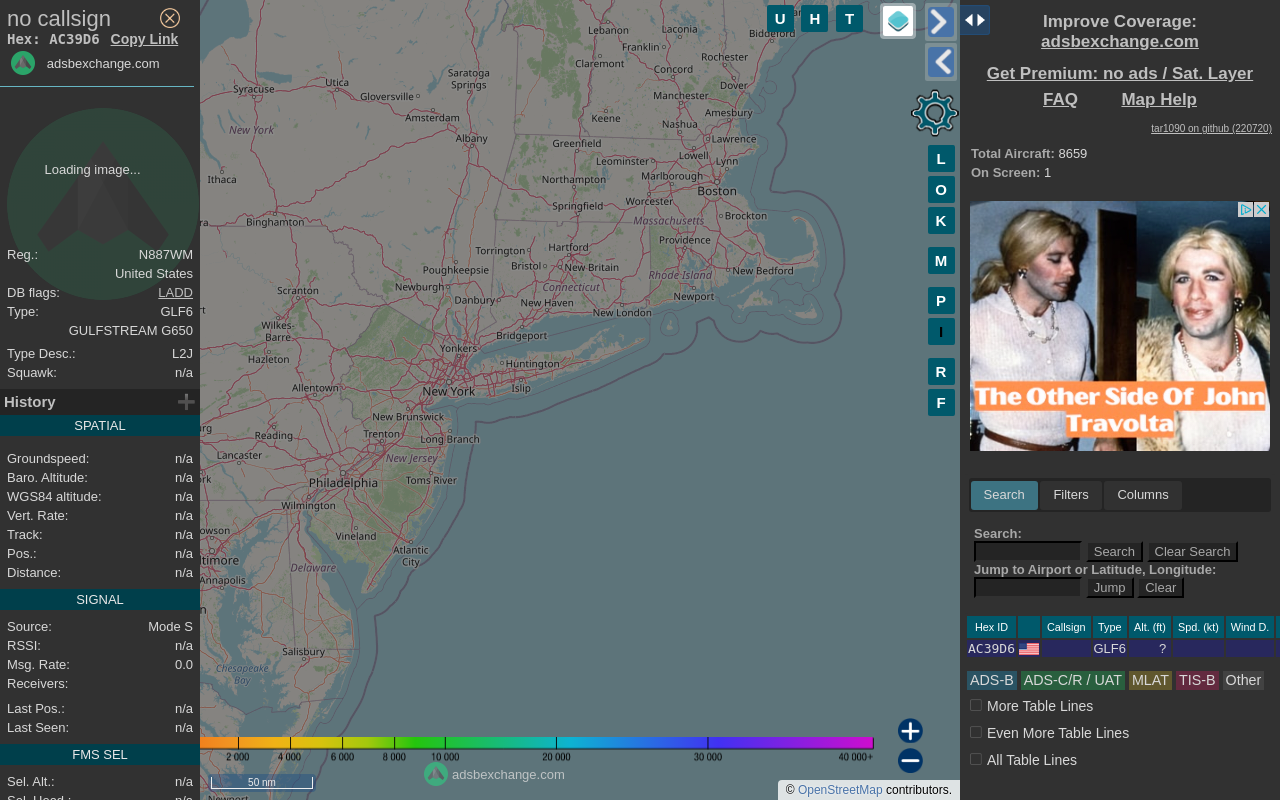 no callsign
Hex: AC39D6 Copy Link
adsbexchange.com
Loading image...
Reg.: N887WM
United States
DB flags: LADD
Type: GLF6
GULFSTREAM G650
Type Desc.: L2J
Squawk: n/a
History
SPATIAL
Groundspeed: n/a
Baro. Altitude: n/a
WGS84 altitude: n/a
Vert. Rate: n/a
Track: n/a
Pos.: n/a
Distance: n/a
SIGNAL
Source: Mode S
RSSI: n/a
Msg. Rate: 0.0
Receivers:
Last Pos.: n/a
Last Seen: n/a
FMS SEL
Sel. Alt.: n/a
U H T
L
O
K
M
P
I
R
F
Lebanon
Laconia
Franklin
Biddeford
Claremont
Rochester
Concord
Dover
Saratoga
Springs
Utica
Syracuse
Gloversville
Manchester
Amsterdam
Keene
Amesbury
Nashua
New York
Albany
Greenfield
Lawrence
Lowell
Leominster
Lynn
Ithaca
Northampton
Marlborough
Boston
Worcester
Springfield
Binghamton
Massachusetts
Brockton
Providence
Torrington
Hartford
Bristol
New Britain
Poughkeepsie
New Bedford
Rhode Island
Newburgh
Connecticut
Scranton
Danbury
New Haven
Newport
New London
Wilkes-
Barre
Bridgeport
Yonkers
Hazleton
Huntington
Allentown
New York
Islip
New Brunswick
Reading
Trenton
Long Branch
Lancaster
New Jersey
Philadelphia
Toms River
Wilmington
Vineland
Atlantic
City
Delaware
Annapolis
Salisbury
Chesapeake
Bay
2 000 4 000 6 000 8 000 10 000 20 000 30 000 40 000+
50 nm
adsbexchange.com
© OpenStreetMap contributors.
Improve Coverage:
adsbexchange.com
Get Premium: no ads / Sat. Layer
FAQ Map Help
tar1090 on github (220720)
Total Aircraft: 8659
On Screen: 1
The Other Side Of John
Travolta
Search Filters Columns
Search:
Search Clear Search
Jump to Airport or Latitude, Longitude:
Jump Clear
Hex ID Callsign Type Alt. (ft) Spd. (kt) Wind D.
AC39D6 GLF6 ?
ADS-B ADS-C/R / UAT MLAT TIS-B Other
More Table Lines
Even More Table Lines
All Table Lines